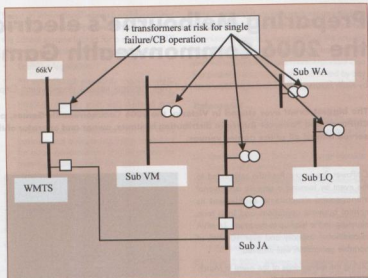 4 transformers at risk for single
failure/CB operation
66kV
Sub WA
WMTS
Sub VM
Sub JA
Sub LQ